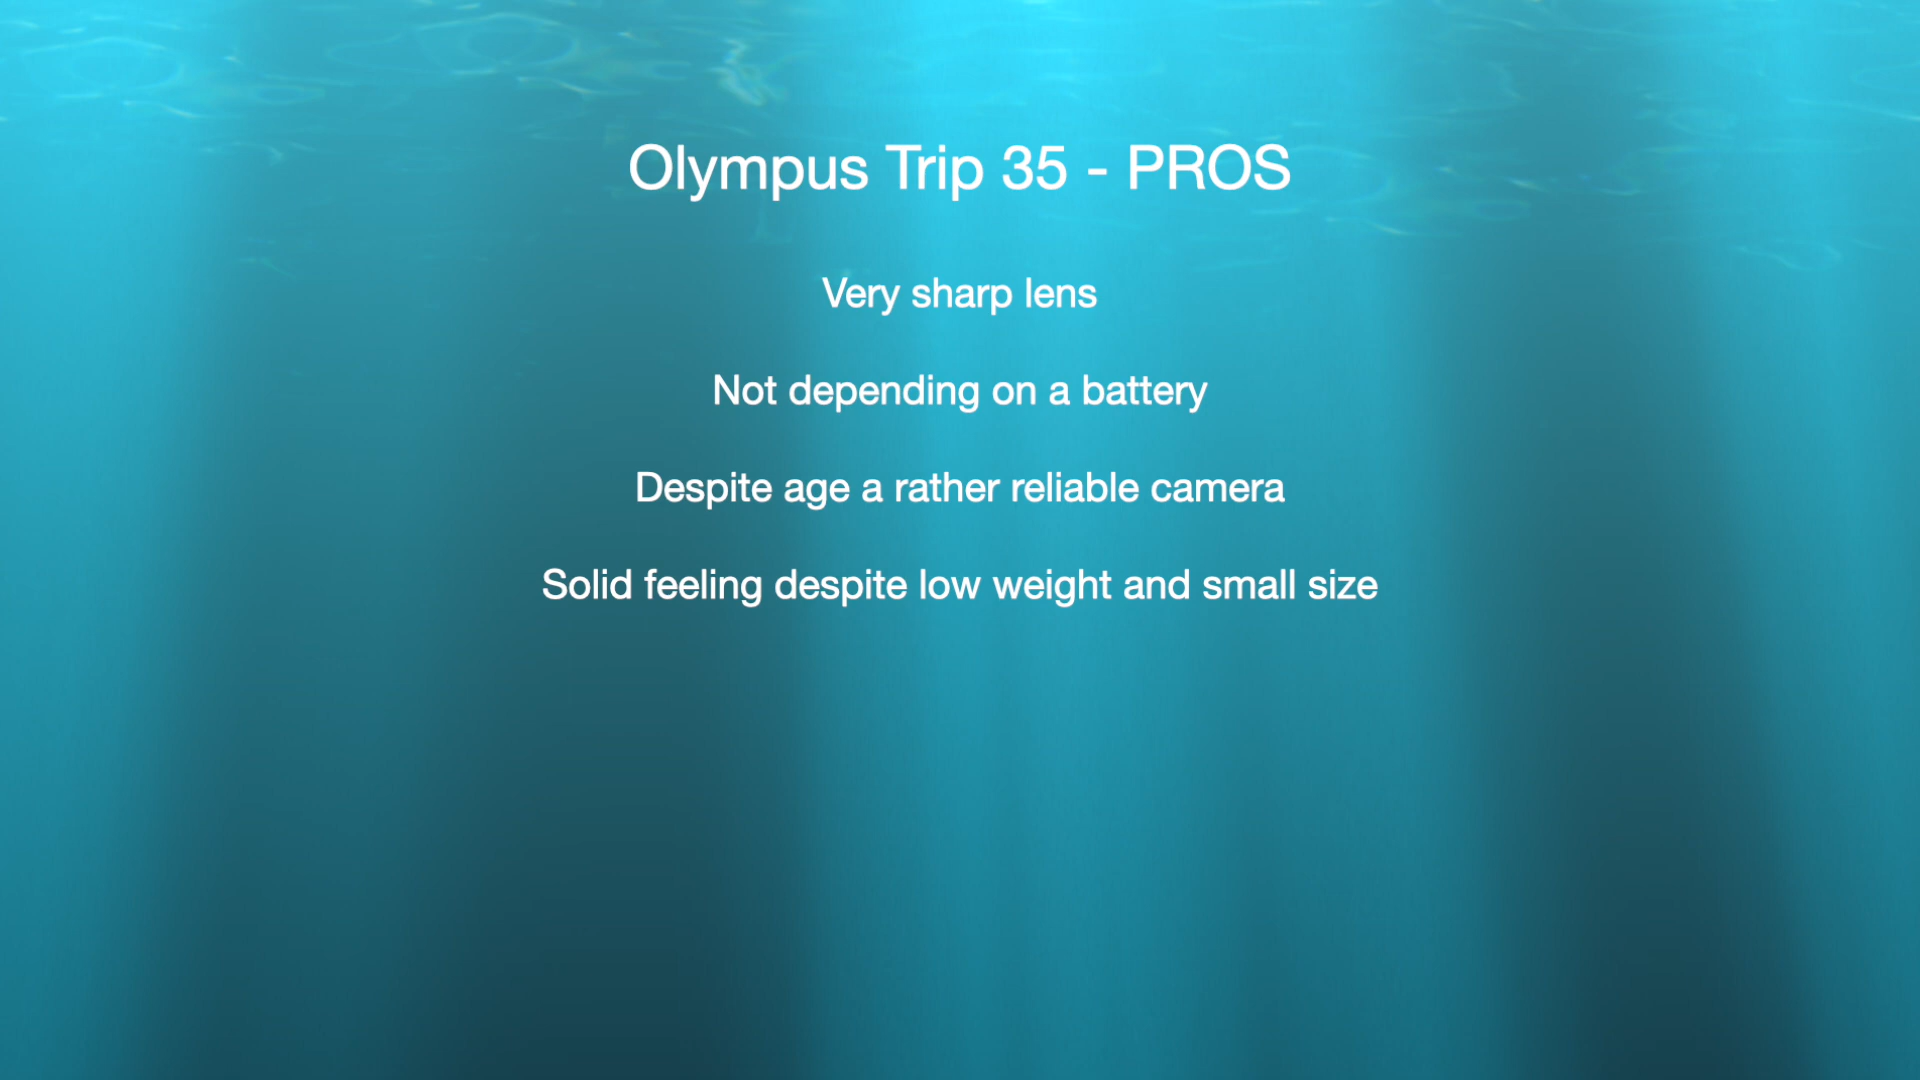 Olympus Trip 35 - PROS
Very sharp lens
Not depending on a battery
Despite age a rather reliable camera
Solid feeling despite low weight and small size